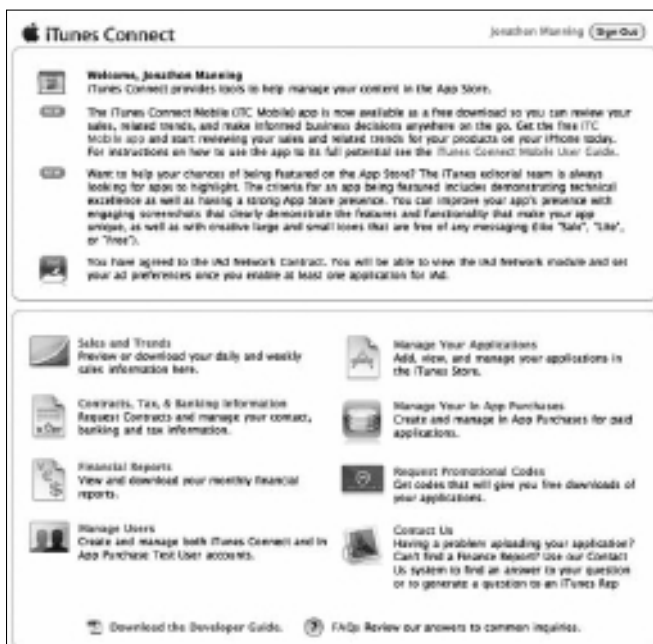 iTunes Connect
Jonathon Manning
Sign Out
Welcome, Jonathon Manning
iTunes Connect provides tools to help manage your content in the App Store.
The iTunes Connect Mobile (ITC Mobile) app is now available as a free download so you can review your
sales, related trends, and make informed business decisions anywhere on the go. Get the free ITC
Mobile app and start reviewing your sales and related trends for your products on your iPhone today.
For instructions on how to use the app to its full potential see the iTunes Connect Mobile User Guide.
Want to help your chances of being Featured on the App Store? The iTunes editorial team is always
looking for apps to highlight. The criteria for an app being featured includes demonstrating technical
excellence as well as having a strong App Store presence. You can improve your app's presence with
engaging screenshots that clearly demonstrate the features and functionality that make your app
unique, as well as with creative large and small icons that are free of any messaging (like "Sale", "Lite",
or "Free").
You have agreed to the iAd Network Contract. You will be able to view the iAd Network module and set
your ad preferences once you enable at least one application for iAd.
Sales and Trends
Preview or download your daily and weekly
sales information here.
Contracts, Tax, & Banking Information
Request Contracts and manage your contact,
banking and tax information.
Financial Reports
View and download your monthly financial
reports.
Manage Users
Create and manage both iTunes Connect and In
App Purchase Test User accounts.
Manage Your Applications
Add, view, and manage your applications in
the iTunes Store.
Manage Your In App Purchases
Create and manage In App Purchases for paid
applications.
Request Promotional Codes
Get codes that will give you free downloads of
your applications.
Contact Us
Having a problem uploading your application?
Can't find a Finance Report? Use our Contact
Us system to find an answer to your question
or to generate a question to an iTunes Rep
Download the Developer Guide.
FAQs Review our answers to common inquiries.